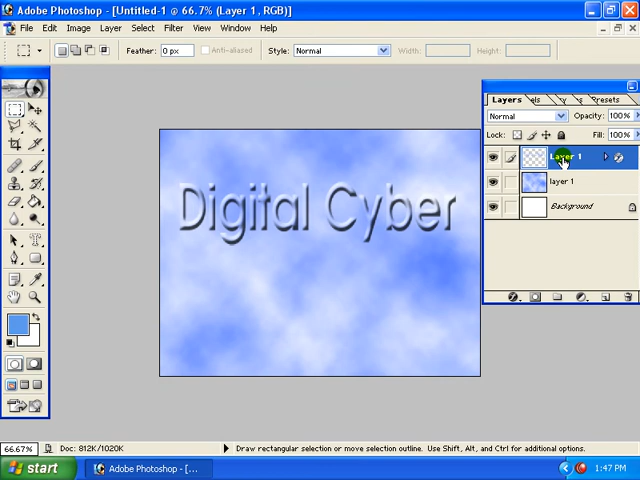 Adobe Photoshop - [Untitled-1 @ 66.7% (Layer 1, RGB)]
File Edit Image Layer Select Filter View Window Help
Feather: 0 px Anti-aliased Style: Normal Width: Height:
Layers els Presets
Normal Opacity: 100%
Lock: Fill: 100%
Layer 1
layer 1
Background
Digital Cyber
66.67% Doc: 812K/1020K Draw rectangular selection or move selection outline. Use Shift, Alt, and Ctrl for additional options.
start Adobe Photoshop - [... 1:47 PM